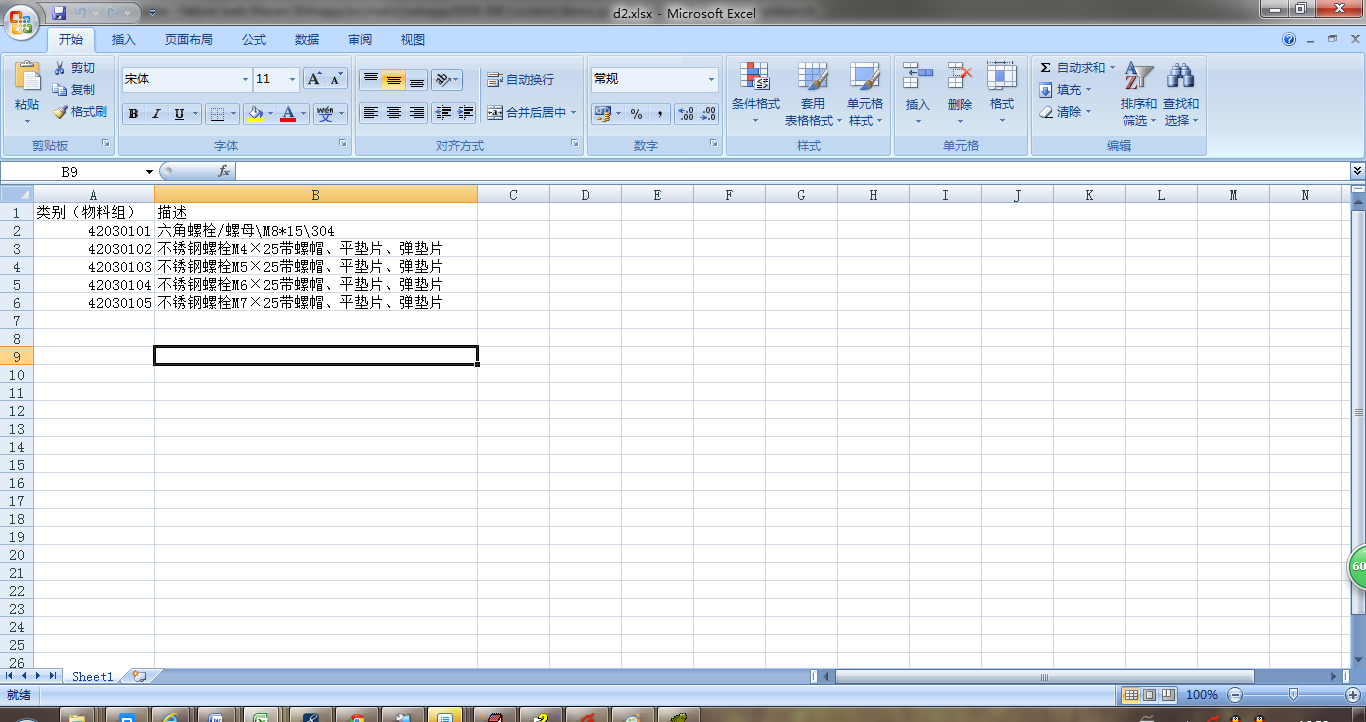 d2.xlsx - Microsoft Excel
开始 插入 页面布局 公式 数据 审阅 视图
粘贴 剪切 复制 格式刷
宋体 11
B I U A wén 变
自动换行
合并后居中
常规
% , .0 .00 .00 .0
条件格式 套用表格格式 单元格样式
插入 删除 格式
Σ 自动求和 填充 清除
排序和筛选 查找和选择
剪贴板 字体 对齐方式 数字 样式 单元格 编辑
B9 fx
A B C D E F G H I J K L M N
1 类别（物料组） 描述
2 42030101 六角螺栓/螺母\M8*15\304
3 42030102 不锈钢螺栓M4×25带螺帽、平垫片、弹垫片
4 42030103 不锈钢螺栓M5×25带螺帽、平垫片、弹垫片
5 42030104 不锈钢螺栓M6×25带螺帽、平垫片、弹垫片
6 42030105 不锈钢螺栓M7×25带螺帽、平垫片、弹垫片
7
8
9
10
11
12
13
14
15
16
17
18
19
20
21
22
23
24
25
26
60
Sheet1
就绪 100%